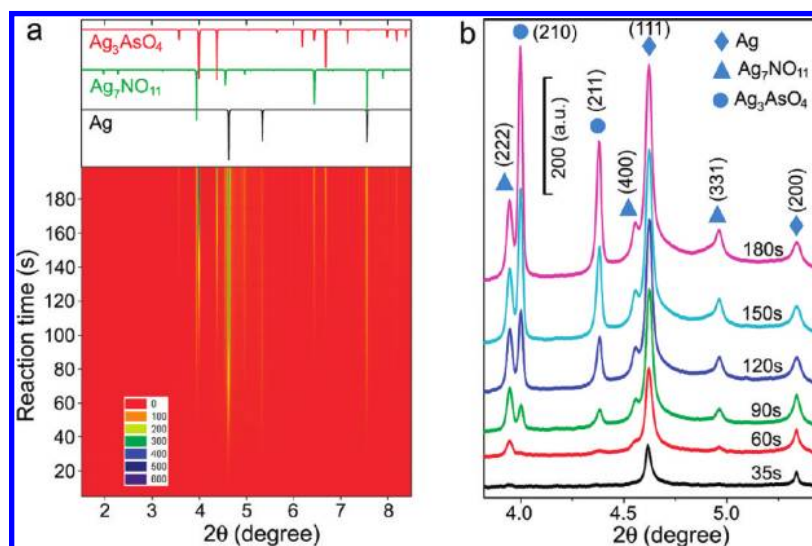 a
Ag₃AsO₄
Ag₇NO₁₁
Ag
Reaction time (s)
180
160
140
120
100
80
60
40
20
0
100
200
300
400
500
600
2 3 4 5 6 7 8
2θ (degree)
b
(210)
(111)
Ag
Ag₇NO₁₁
Ag₃AsO₄
200 (a.u.)
(222)
(211)
(400)
(331)
(200)
180s
150s
120s
90s
60s
35s
4.0 4.5 5.0
2θ (degree)